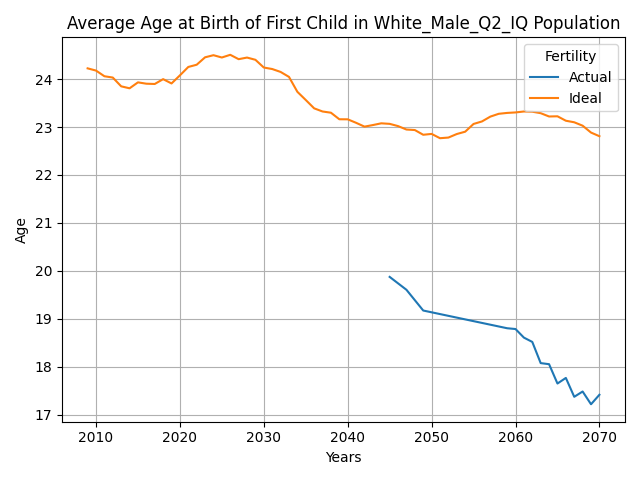 Average Age at Birth of First Child in White_Male_Q2_IQ Population
Fertility
Actual
Ideal
Age
24
23
22
21
20
19
18
17
2010 2020 2030 2040 2050 2060 2070
Years